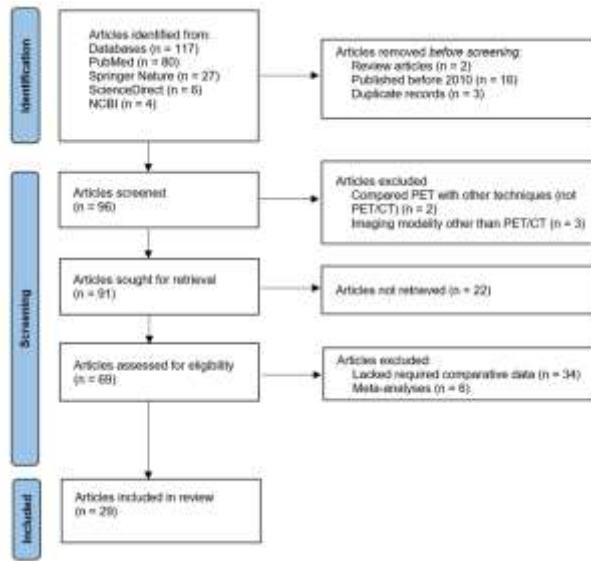 Identification
Articles identified from:
Databases (n = 117)
PubMed (n = 80)
Springer Nature (n = 27)
ScienceDirect (n = 6)
NCBI (n = 4)
Articles removed before screening:
Review articles (n = 2)
Published before 2010 (n = 16)
Duplicate records (n = 3)
Screening
Articles screened
(n = 96)
Articles excluded
Compared PET with other techniques (not
PET/CT) (n = 2)
Imaging modality other than PET/CT (n = 3)
Articles sought for retrieval
(n = 91)
Articles not retrieved (n = 22)
Articles assessed for eligibility
(n = 69)
Articles excluded:
Lacked required comparative data (n = 34)
Meta-analyses (n = 6)
Included
Articles included in review
(n = 29)